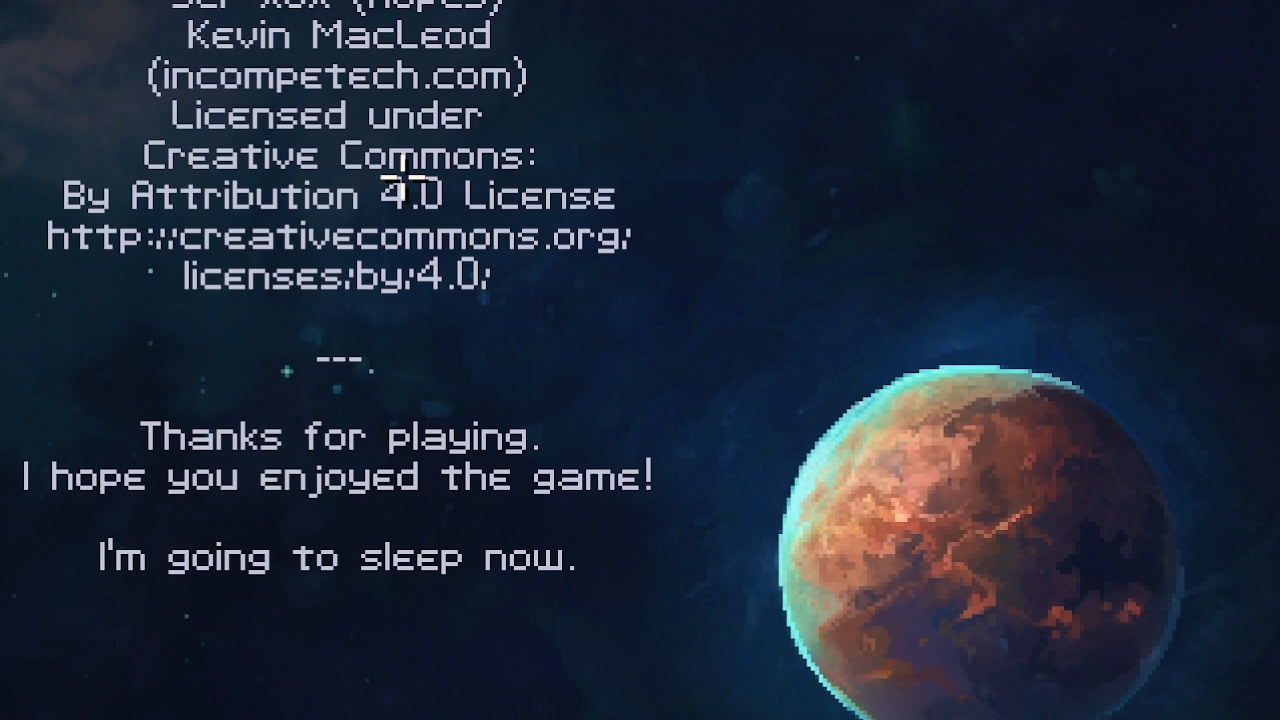 Kevin MacLeod
(incompetech.com)
Licensed under
Creative Commons:
By Attribution 4.0 License
http://creativecommons.org/
licenses/by/4.0/
---
Thanks for playing.
I hope you enjoyed the game!
I'm going to sleep now.